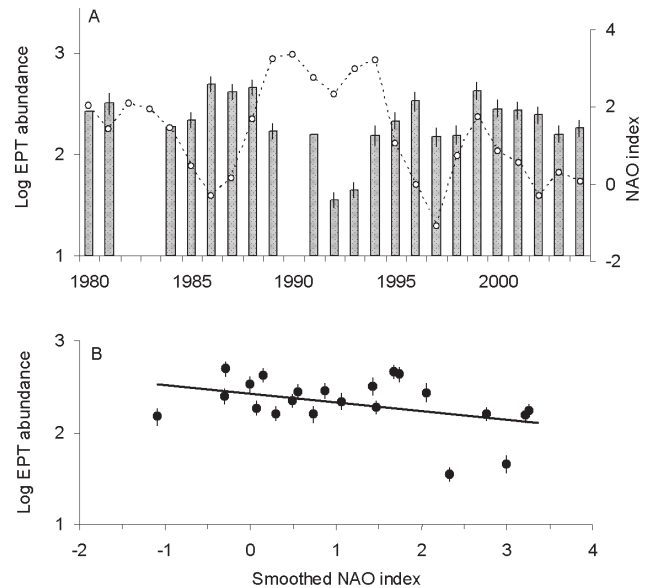 A
Log EPT abundance
3
2
1
NAO index
4
2
0
-2
1980 1985 1990 1995 2000
B
Log EPT abundance
3
2
1
-2 -1 0 1 2 3 4
Smoothed NAO index